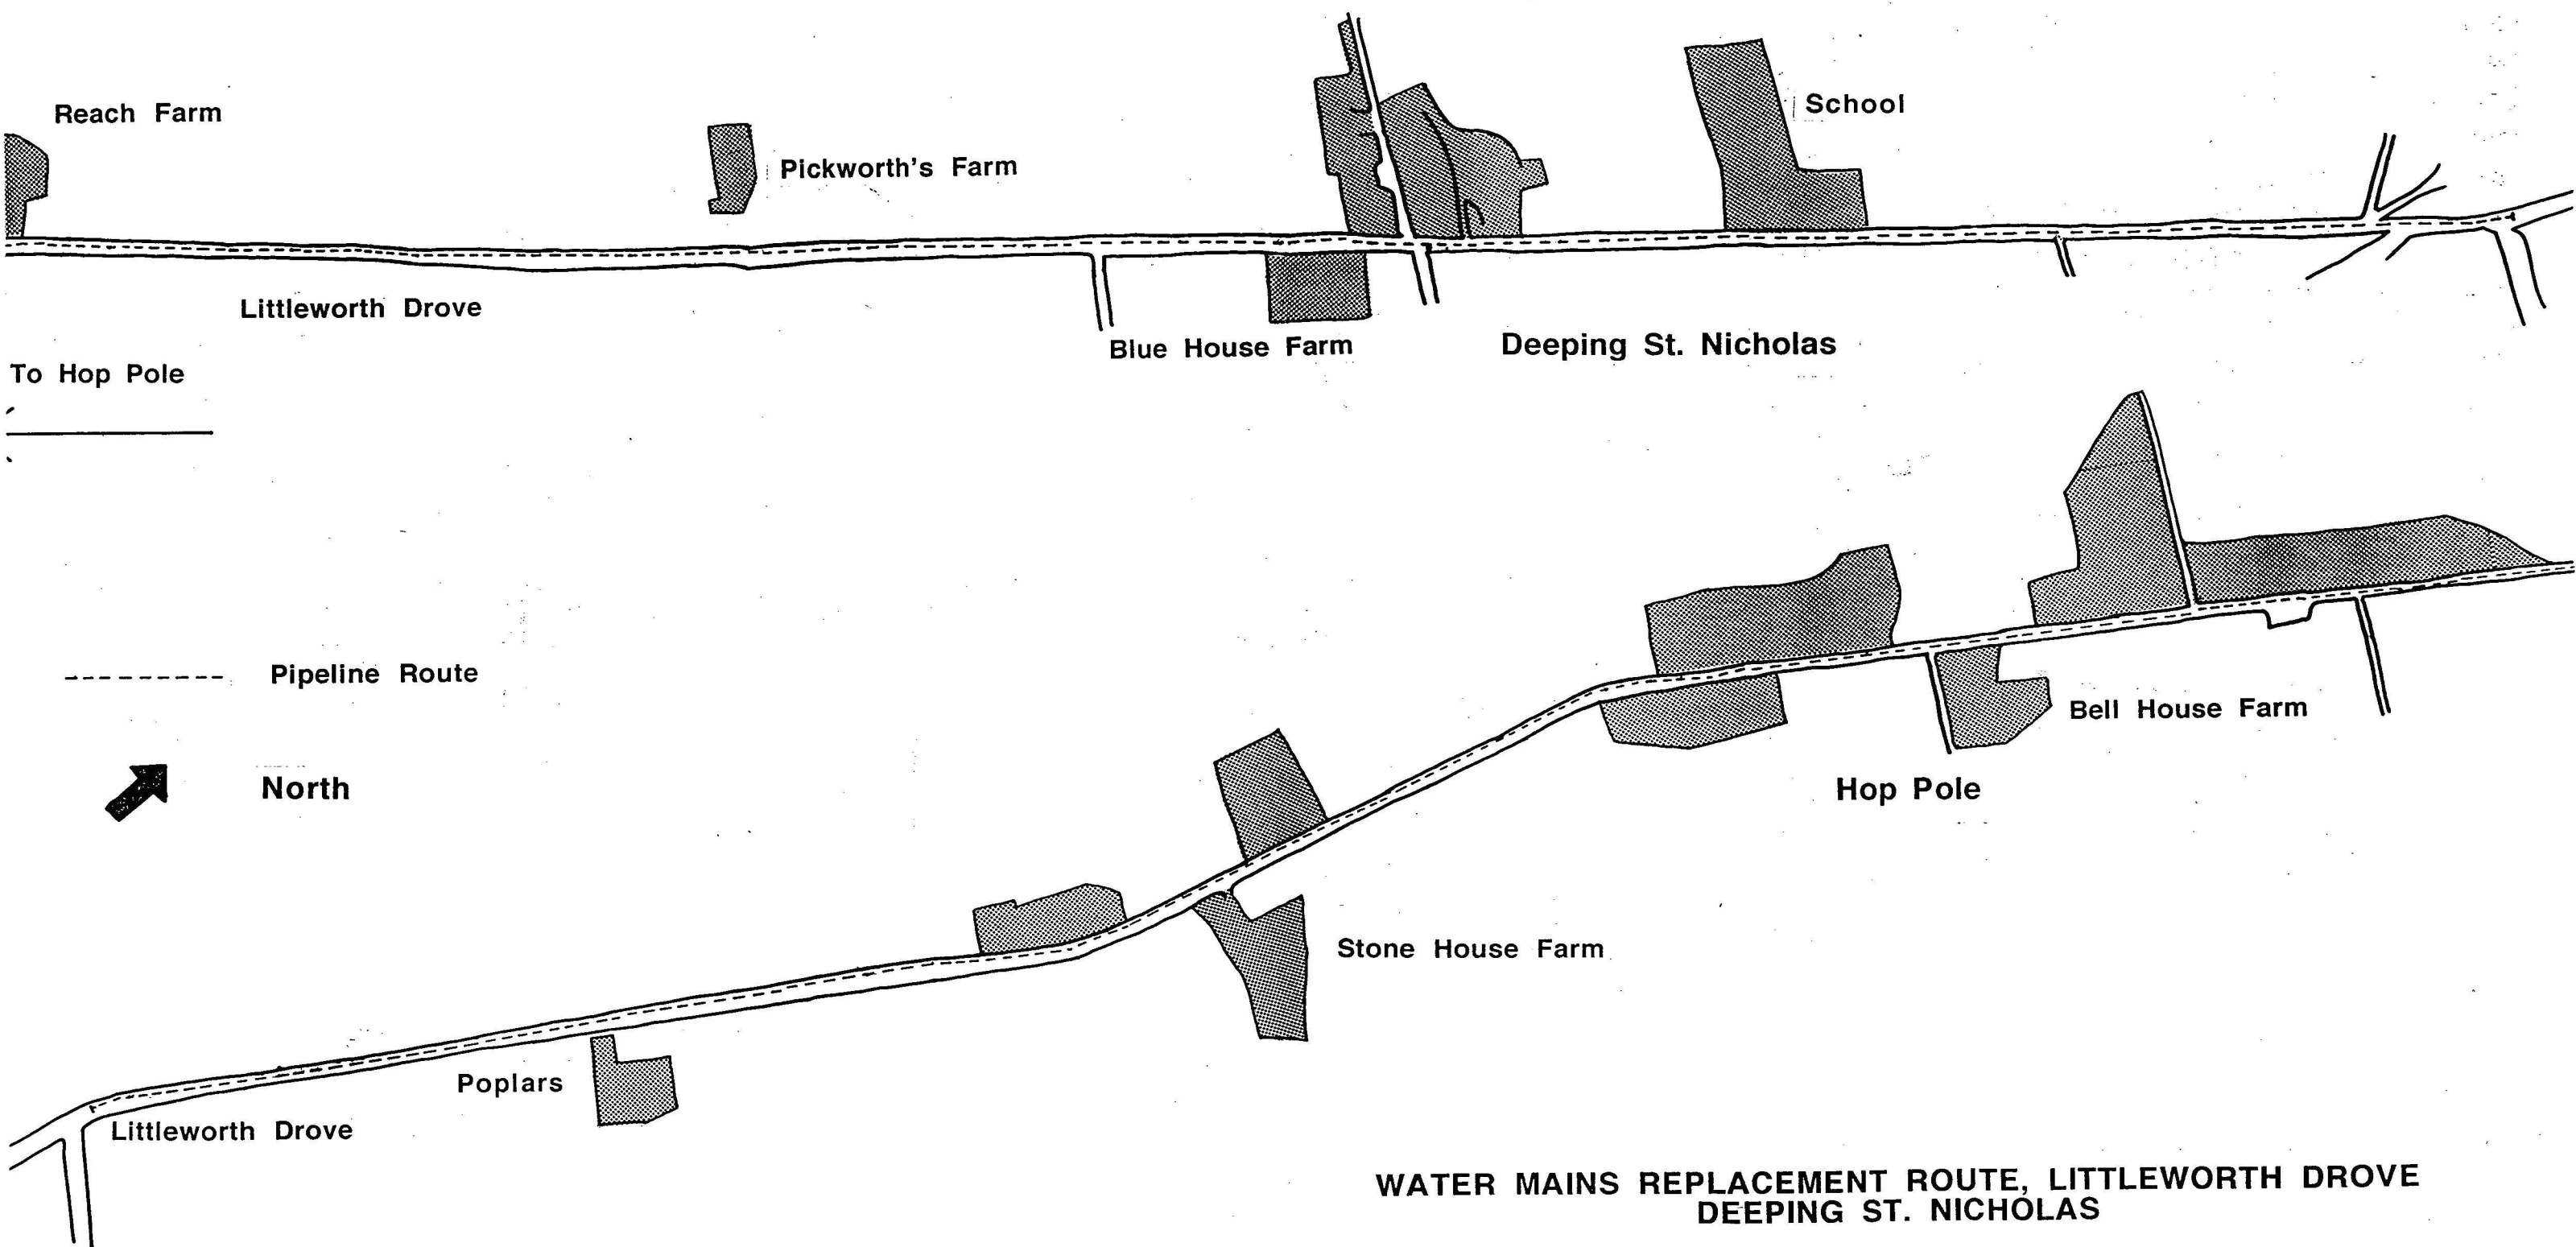 Reach Farm
Pickworth's Farm
School
Littleworth Drove
Blue House Farm
Deeping St. Nicholas
To Hop Pole
Pipeline Route
North
Bell House Farm
Hop Pole
Stone House Farm
Poplars
Littleworth Drove
WATER MAINS REPLACEMENT ROUTE, LITTLEWORTH DROVE
DEEPING ST. NICHOLAS